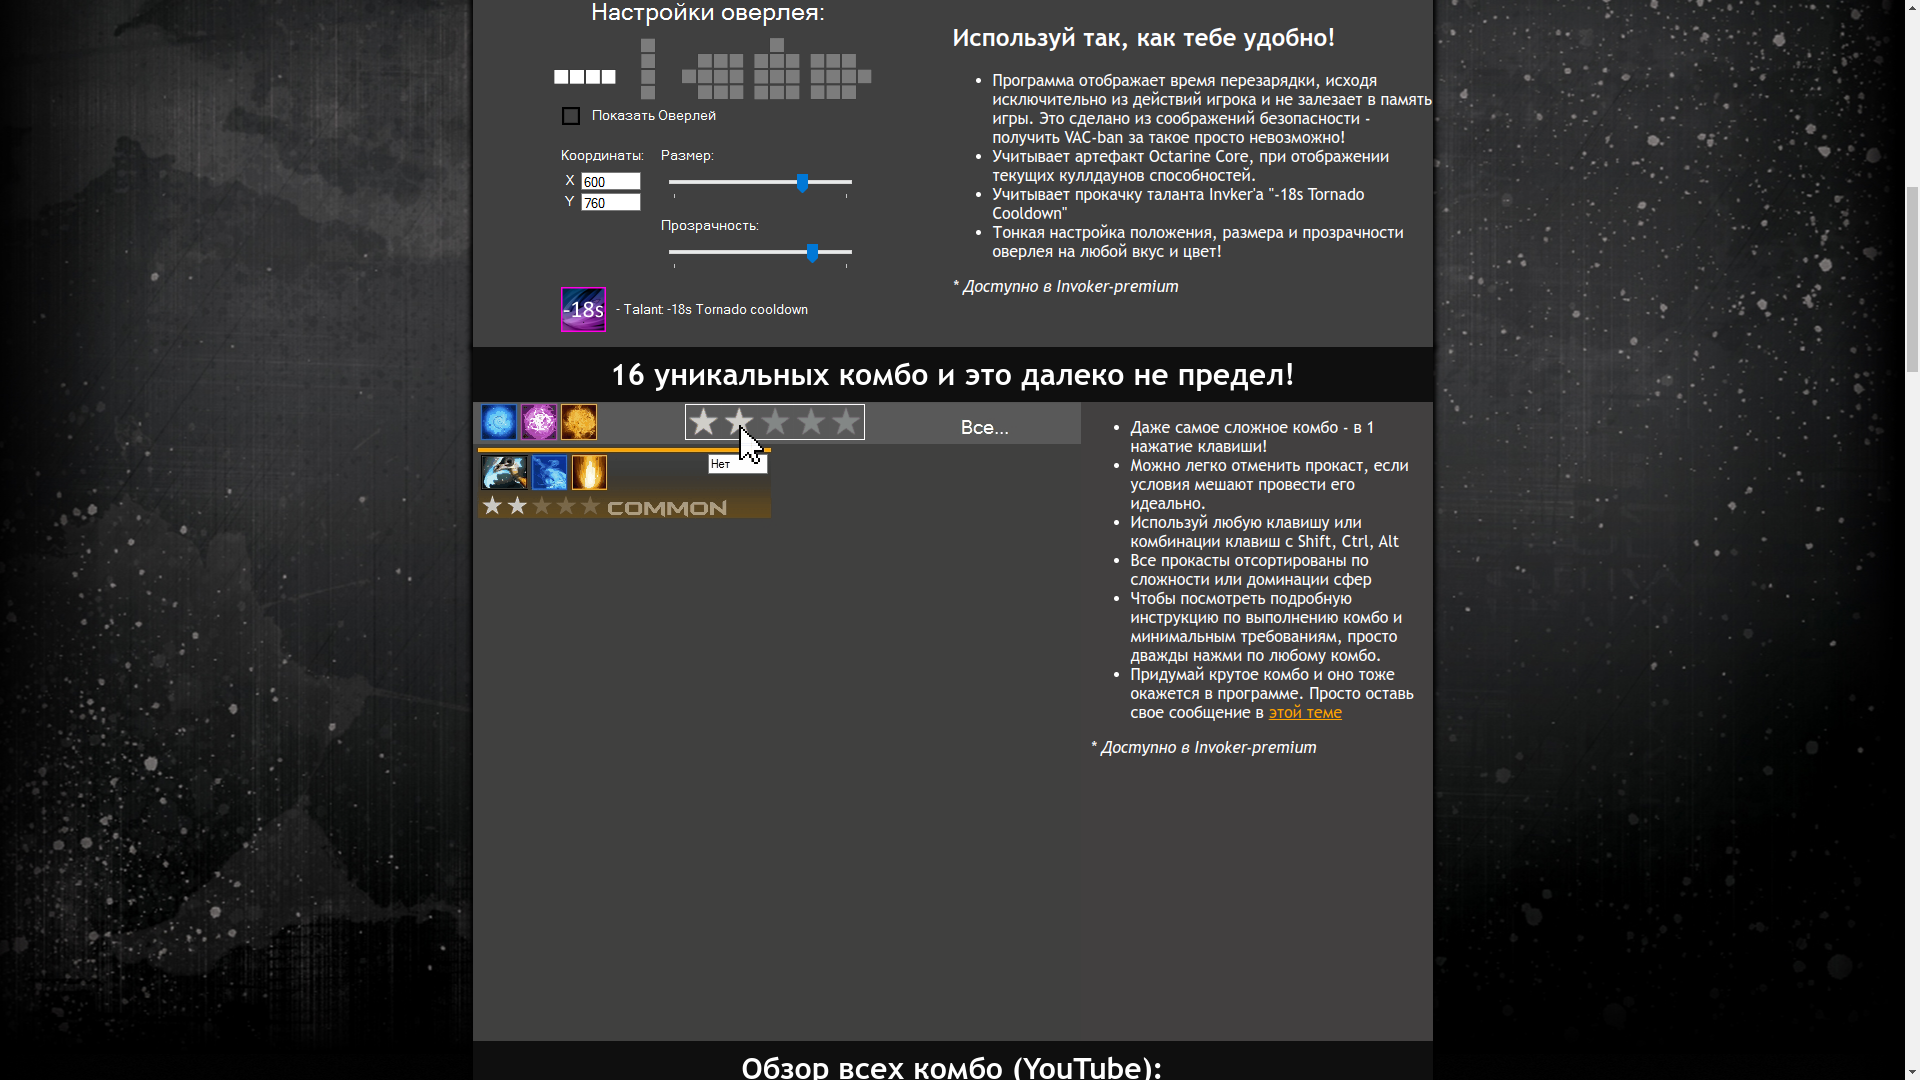 Настройки оверлея:
Показать Оверлей
Координаты:
Размер:
X 600
Y 760
Прозрачность:
-18s
- Talant: -18s Tornado cooldown
Используй так, как тебе удобно!
Программа отображает время перезарядки, исходя
исключительно из действий игрока и не залезает в память
игры. Это сделано из соображений безопасности -
получить VAC-ban за такое просто невозможно!
Учитывает артефакт Octarine Core, при отображении
текущих куллдаунов способностей.
Учитывает прокачку таланта Invker'a "-18s Tornado
Cooldown"
Тонкая настройка положения, размера и прозрачности
оверлея на любой вкус и цвет!
* Доступно в Invoker-premium
16 уникальных комбо и это далеко не предел!
Все...
Нет
COMMON
Даже самое сложное комбо - в 1
нажатие клавиши!
Можно легко отменить прокаст, если
условия мешают провести его
идеально.
Используй любую клавишу или
комбинации клавиш с Shift, Ctrl, Alt
Все прокасты отсортированы по
сложности или доминации сфер
Чтобы посмотреть подробную
инструкцию по выполнению комбо и
минимальным требованиям, просто
дважды нажми по любому комбо.
Придумай крутое комбо и оно тоже
окажется в программе. Просто оставь
свое сообщение в этой теме
* Доступно в Invoker-premium
Обзор всех комбо (YouTube):